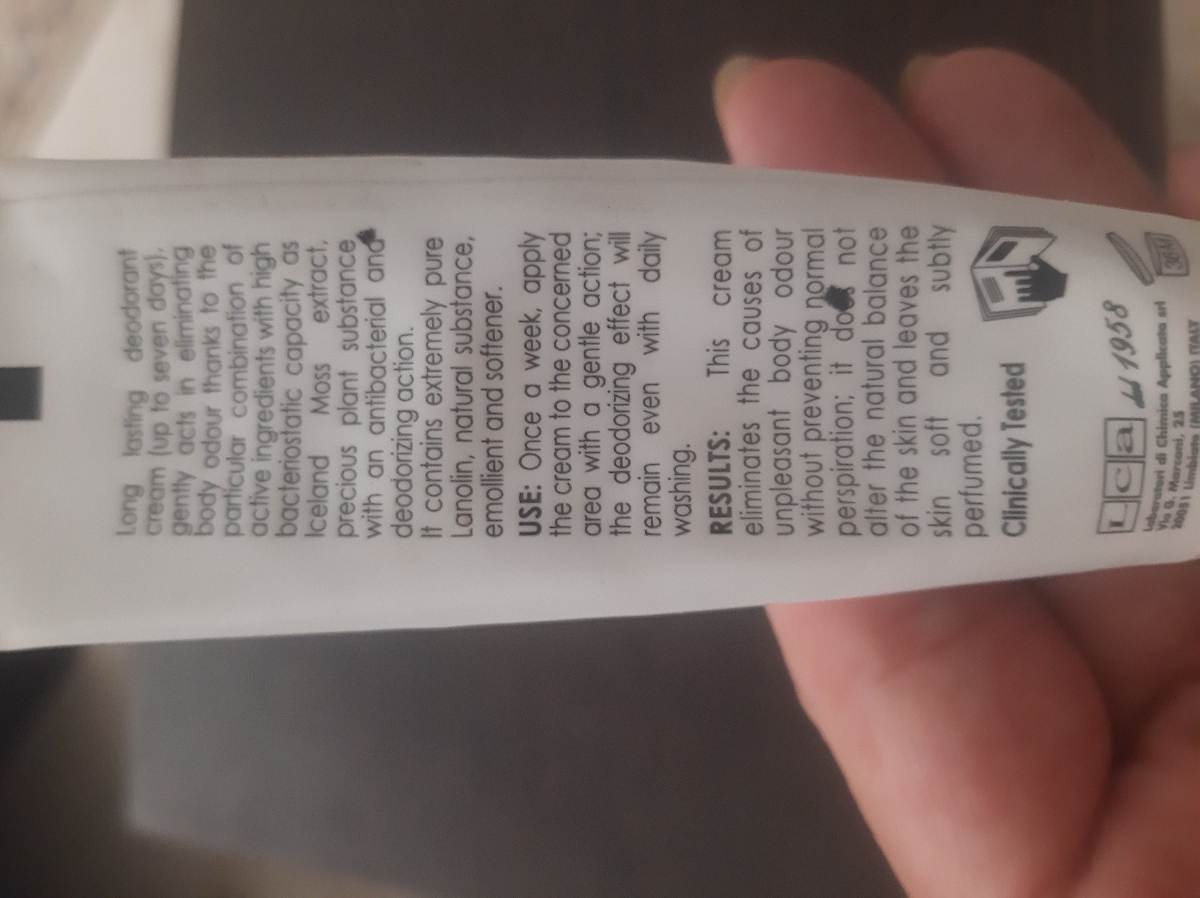 Long lasting deodorant
cream (up to seven days),
gently acts in eliminating
body odour thanks to the
particular combination of
active ingredients with high
bacteriostatic capacity as
Iceland Moss extract,
precious plant substance
with an antibacterial and
deodorizing action.
It contains extremely pure
Lanolin, natural substance,
emollient and softener.
USE: Once a week, apply
the cream to the concerned
area with a gentle action;
the deodorizing effect will
remain even with daily
washing.
RESULTS: This cream
eliminates the causes of
unpleasant body odour
without preventing normal
perspiration; it does not
alter the natural balance
of the skin and leaves the
skin soft and subtly
perfumed.
Clinically Tested
Lca dal 1958
36M
Laboratori di Chimica Applicata srl
Via G. Marconi, 25
ITALY